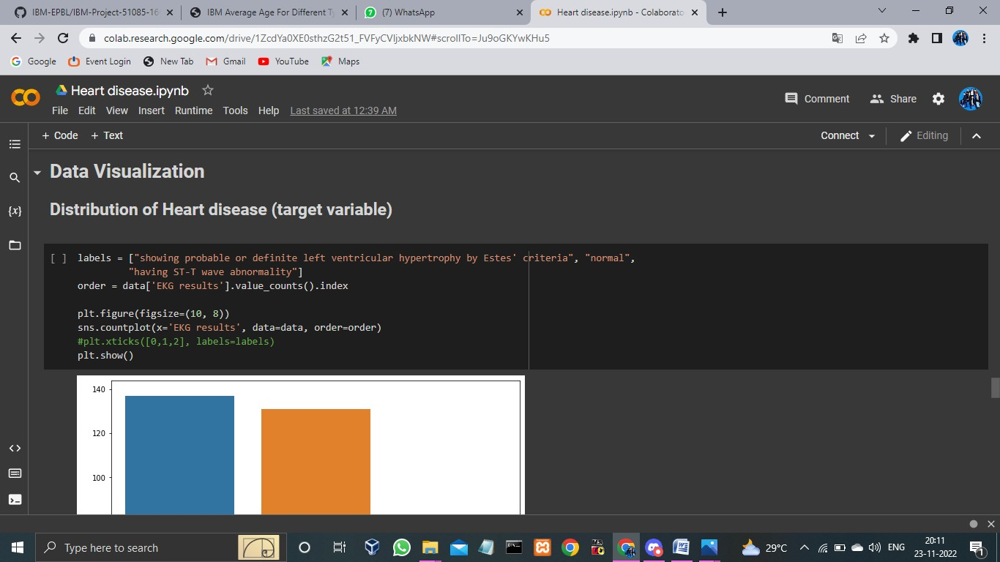 IBM-EPBL/IBM-Project-51085-16
IBM Average Age For Different Ty
(7) WhatsApp
Heart disease.ipynb - Colaborato
colab.research.google.com/drive/1ZcdYa0XE0sthzG2t51_FVFyCVIjxbkNW#scrollTo=Ju9oGKYwKHu5
Google Event Login New Tab Gmail YouTube Maps
Heart disease.ipynb
Comment Share
File Edit View Insert Runtime Tools Help Last saved at 12:39 AM
+ Code + Text Connect Editing
Data Visualization
{x} Distribution of Heart disease (target variable)
[ ] labels = ["showing probable or definite left ventricular hypertrophy by Estes' criteria", "normal",
"having ST-T wave abnormality"]
order = data['EKG results'].value_counts().index
plt.figure(figsize=(10, 8))
sns.countplot(x='EKG results', data=data, order=order)
#plt.xticks([0,1,2], labels=labels)
plt.show()
140
120
100
Type here to search
29°C ENG 20:11
23-11-2022
1